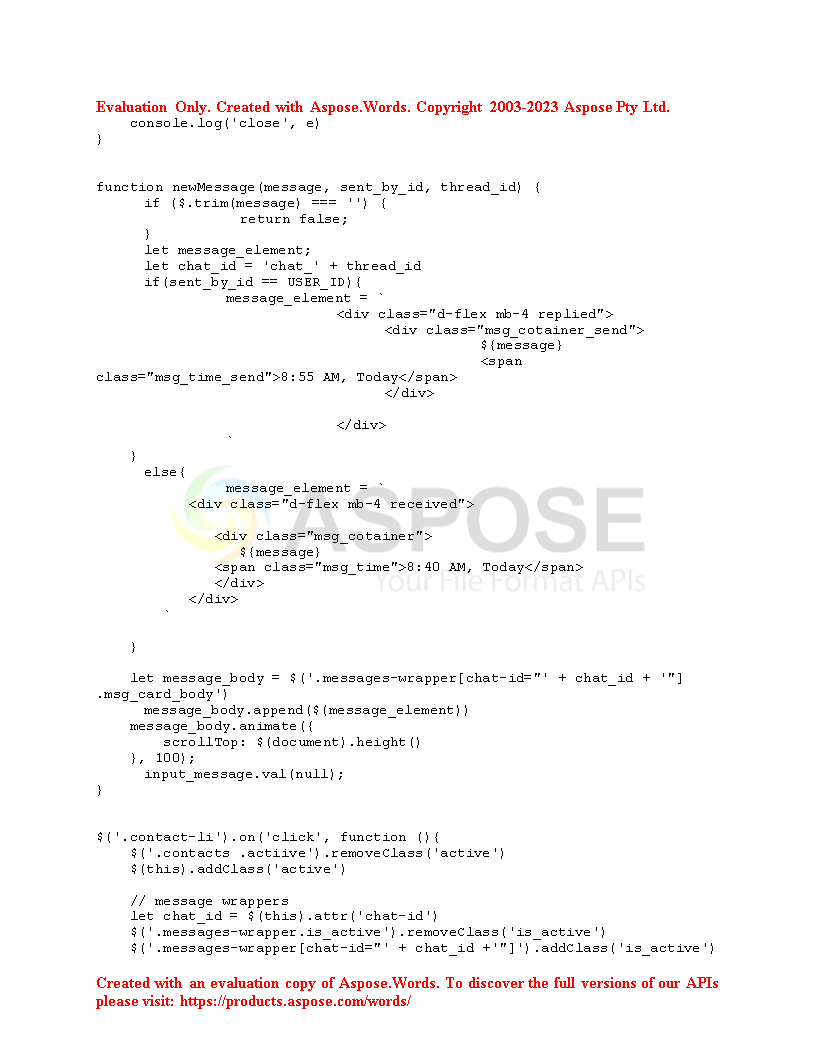 Evaluation Only. Created with Aspose.Words. Copyright 2003-2023 Aspose Pty Ltd.
console.log('close', e)
}
function newMessage(message, sent_by_id, thread_id) {
if ($.trim(message) === '') {
return false;
}
let message_element;
let chat_id = 'chat_' + thread_id
if(sent_by_id == USER_ID){
message_element = `
<div class="d-flex mb-4 replied">
<div class="msg_cotainer_send">
${message}
<span
class="msg_time_send">8:55 AM, Today</span>
</div>
</div>
`
}
else{
message_element = `
<div class="d-flex mb-4 received">
<div class="msg_cotainer">
${message}
<span class="msg_time">8:40 AM, Today</span>
</div>
</div>
`
}
let message_body = $('.messages-wrapper[chat-id="' + chat_id + '"]
.msg_card_body')
message_body.append($(message_element))
message_body.animate({
scrollTop: $(document).height()
}, 100);
input_message.val(null);
}
$('.contact-li').on('click', function (){
$('.contacts .actiive').removeClass('active')
$(this).addClass('active')
// message wrappers
let chat_id = $(this).attr('chat-id')
$('.messages-wrapper.is_active').removeClass('is_active')
$('.messages-wrapper[chat-id="' + chat_id +'"]').addClass('is_active')
Created with an evaluation copy of Aspose.Words. To discover the full versions of our APIs
please visit: https://products.aspose.com/words/
ASPOSE
Your File Format APIs